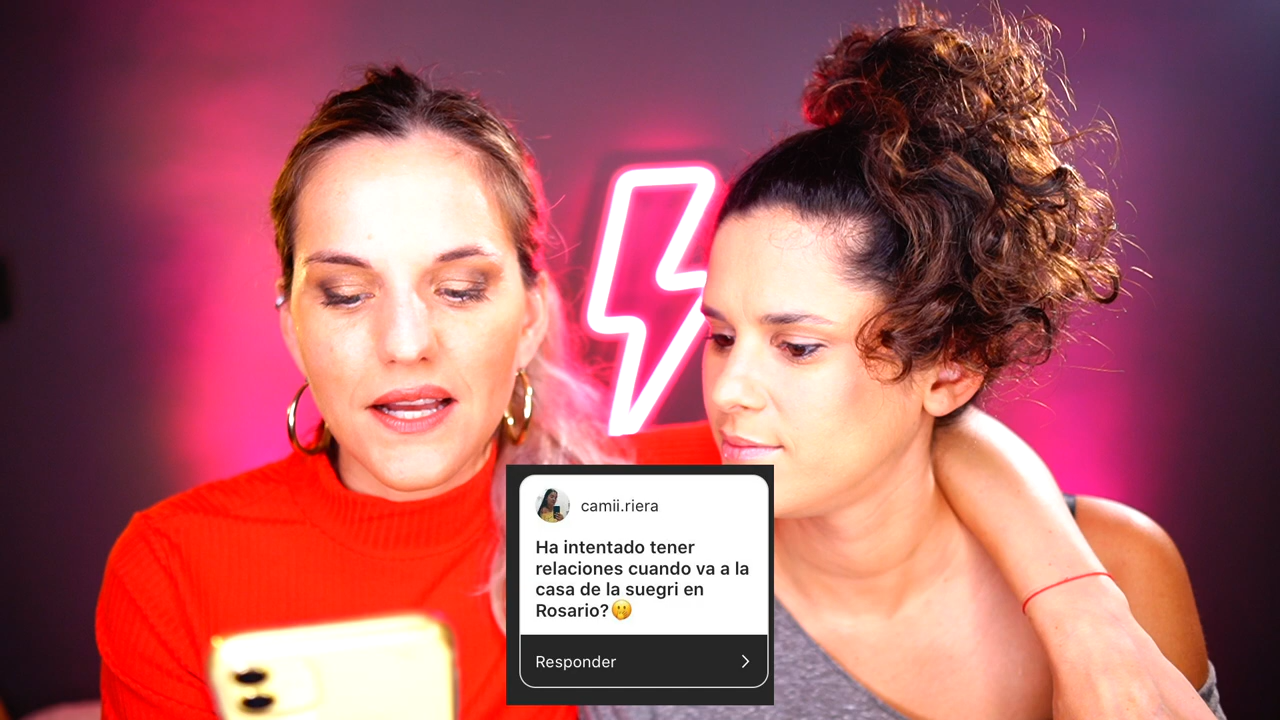 camii.riera
Ha intentado tener
relaciones cuando va a la
casa de la suegri en
Rosario?🤭
Responder